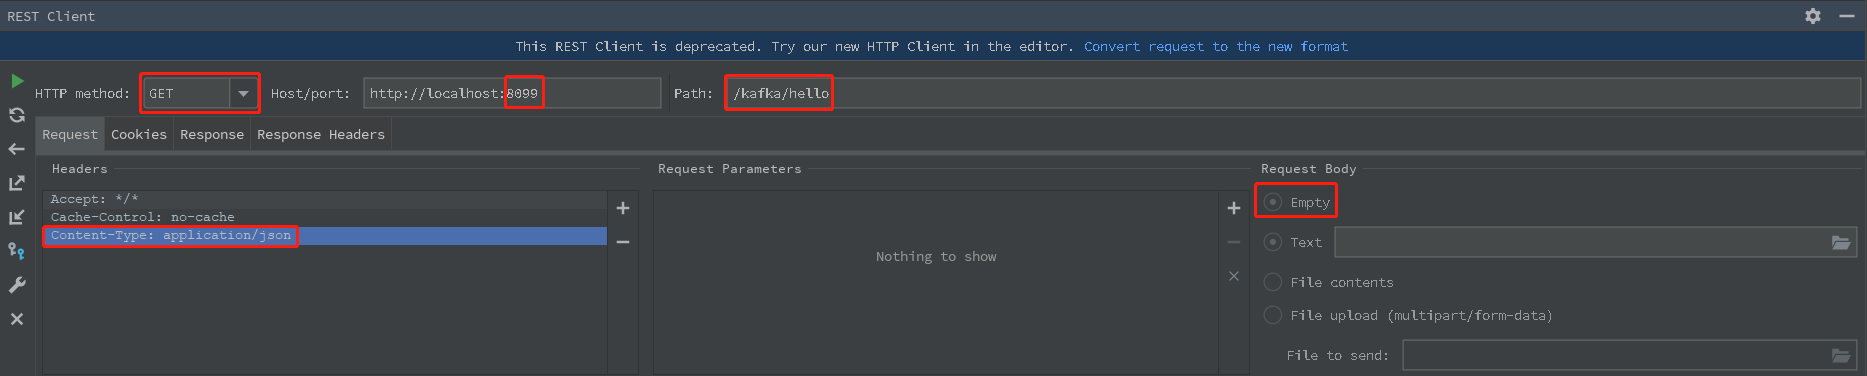 REST Client
This REST Client is deprecated. Try our new HTTP Client in the editor. Convert request to the new format
HTTP method: GET Host/port: http://localhost:8099 Path: /kafka/hello
Request Cookies Response Response Headers
Headers Request Parameters Request Body
Accept: */*
Cache-Control: no-cache
Content-Type: application/json
Nothing to show
Empty
Text
File contents
File upload (multipart/form-data)
File to send: